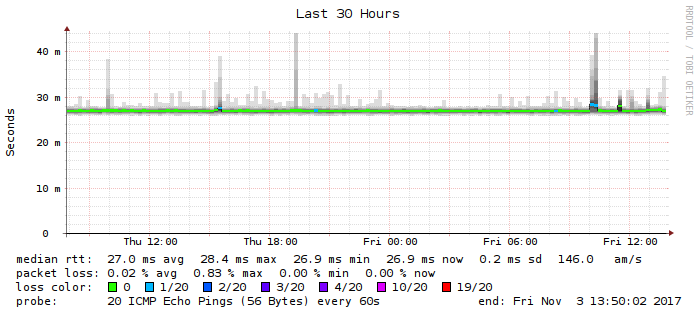 Last 30 Hours
RRDTOOL / TOBI OETIKER
Seconds
40 m
30 m
20 m
10 m
0
Thu 12:00 Thu 18:00 Fri 00:00 Fri 06:00 Fri 12:00
median rtt: 27.0 ms avg 28.4 ms max 26.9 ms min 26.9 ms now 0.2 ms sd 146.0 am/s
packet loss: 0.02 % avg 0.83 % max 0.00 % min 0.00 % now
loss color: 0 1/20 2/20 3/20 4/20 10/20 19/20
probe: 20 ICMP Echo Pings (56 Bytes) every 60s end: Fri Nov 3 13:50:02 2017